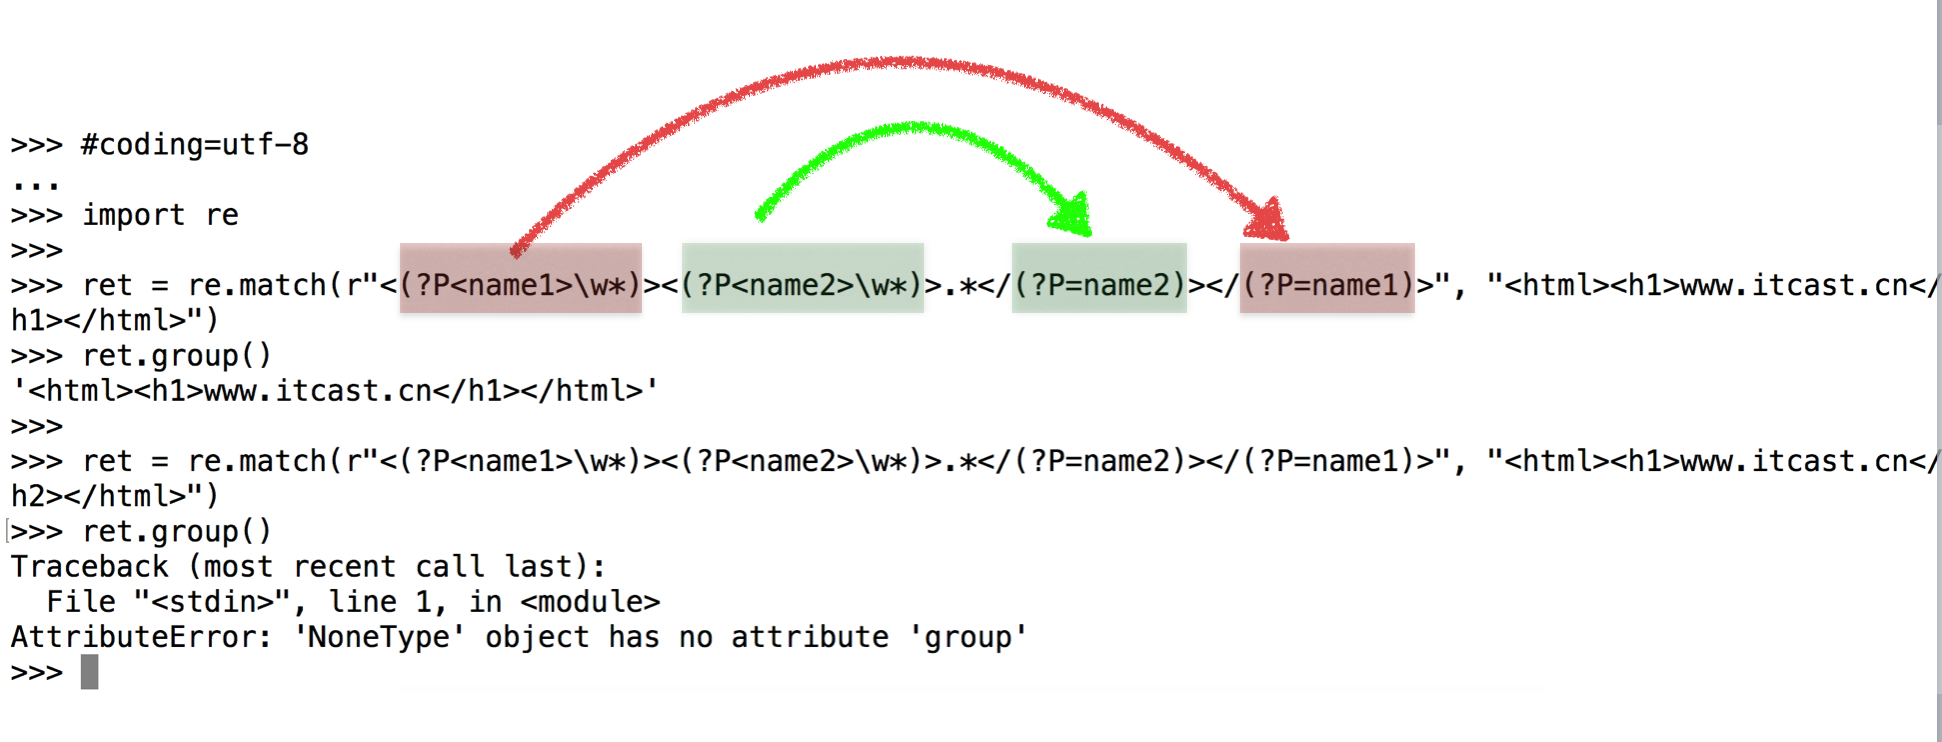 >>> #coding=utf-8
...
>>> import re
>>>
>>> ret = re.match(r"<(?P<name1>\w*)><(?P<name2>\w*)>.*</(?P=name2)></(?P=name1)>", "<html><h1>www.itcast.cn</
h1></html>")
>>> ret.group()
'<html><h1>www.itcast.cn</h1></html>'
>>>
>>> ret = re.match(r"<(?P<name1>\w*)><(?P<name2>\w*)>.*</(?P=name2)></(?P=name1)>", "<html><h1>www.itcast.cn</
h2></html>")
>>> ret.group()
Traceback (most recent call last):
  File "<stdin>", line 1, in <module>
AttributeError: 'NoneType' object has no attribute 'group'
>>>